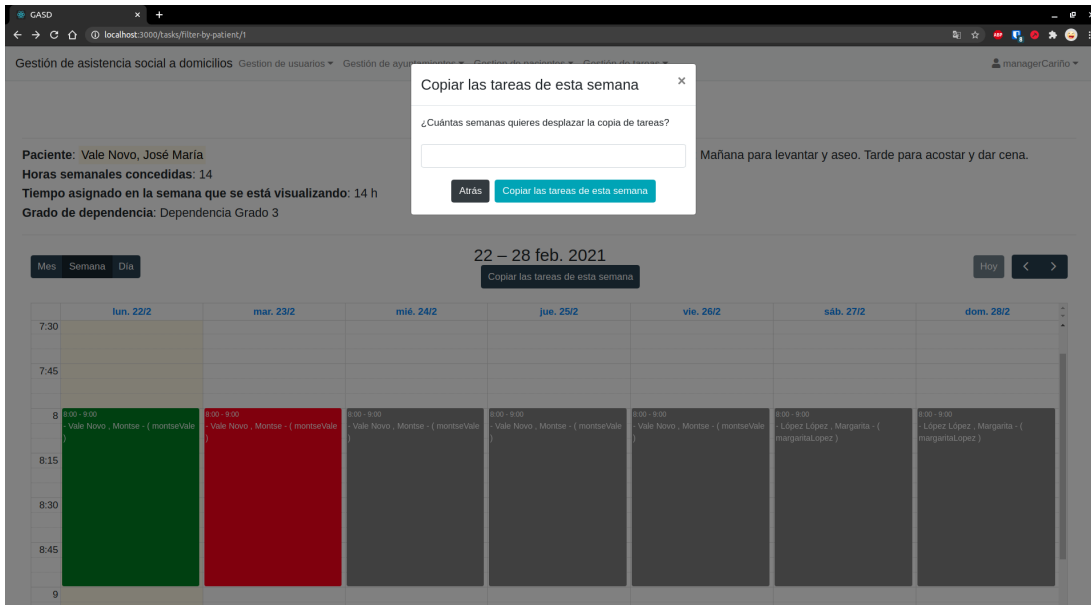 GASD
localhost:3000/tasks/filter-by-patient/1
Gestión de asistencia social a domicilios Gestion de usuarios Gestión de ayuntamientos Gestion de pacientes Gestión de tareas managerCariño
Copiar las tareas de esta semana ×
¿Cuántas semanas quieres desplazar la copia de tareas?
Atrás Copiar las tareas de esta semana
Paciente: Vale Novo, José María
Mañana para levantar y aseo. Tarde para acostar y dar cena.
Horas semanales concedidas: 14
Tiempo asignado en la semana que se está visualizando: 14 h
Grado de dependencia: Dependencia Grado 3
22 – 28 feb. 2021
Mes Semana Día Copiar las tareas de esta semana Hoy
lun. 22/2 mar. 23/2 mié. 24/2 jue. 25/2 vie. 26/2 sáb. 27/2 dom. 28/2
7:30
7:45
8
8:00 - 9:00
- Vale Novo , Montse - ( montseVale
)
8:00 - 9:00
- Vale Novo , Montse - ( montseVale
)
8:00 - 9:00
- Vale Novo , Montse - ( montseVale
)
8:00 - 9:00
- Vale Novo , Montse - ( montseVale
)
8:00 - 9:00
- Vale Novo , Montse - ( montseVale
)
8:00 - 9:00
- López López , Margarita - (
margaritaLopez )
8:00 - 9:00
- López López , Margarita - (
margaritaLopez )
8:15
8:30
8:45
9